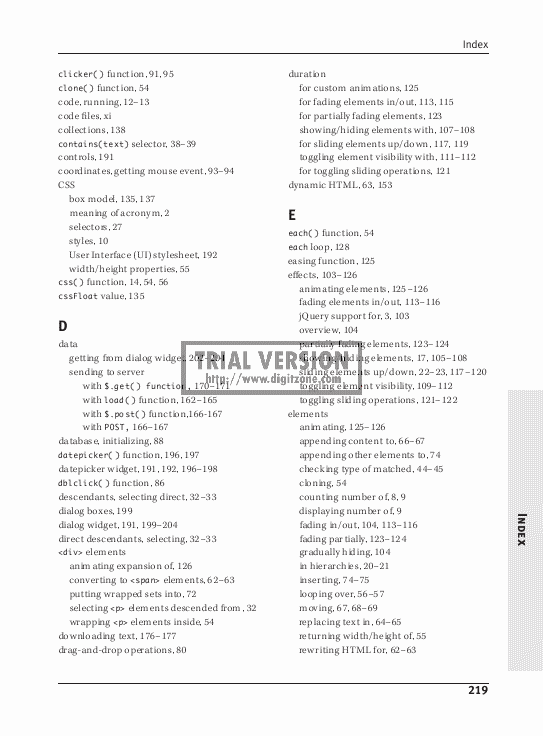 Index
clicker() function, 91, 95
clone() function, 54
code, running, 12–13
code files, xi
collections, 138
contains(text) selector, 38–39
controls, 191
coordinates, getting mouse event, 93–94
CSS
box model, 135, 137
meaning of acronym, 2
selectors, 27
styles, 10
User Interface (UI) stylesheet, 192
width/height properties, 55
css() function, 14, 54, 56
cssFloat value, 135
D
data
getting from dialog widget, 202–204
sending to server
with $.get() function, 170–171
with load() function, 162–165
with $.post() function,166-167
with POST, 166–167
database, initializing, 88
datepicker() function, 196, 197
datepicker widget, 191, 192, 196–198
dblclick() function, 86
descendants, selecting direct, 32–33
dialog boxes, 199
dialog widget, 191, 199–204
direct descendants, selecting, 32–33
<div> elements
animating expansion of, 126
converting to <span> elements, 62–63
putting wrapped sets into, 72
selecting <p> elements descended from, 32
wrapping <p> elements inside, 54
downloading text, 176–177
drag-and-drop operations, 80
duration
for custom animations, 125
for fading elements in/out, 113, 115
for partially fading elements, 123
showing/hiding elements with, 107–108
for sliding elements up/down, 117, 119
toggling element visibility with, 111–112
for toggling sliding operations, 121
dynamic HTML, 63, 153
E
each() function, 54
each loop, 128
easing function, 125
effects, 103–126
animating elements, 125–126
fading elements in/out, 113–116
jQuery support for, 3, 103
overview, 104
partially fading elements, 123–124
showing/hiding elements, 17, 105–108
sliding elements up/down, 22–23, 117–120
toggling element visibility, 109–112
toggling sliding operations, 121–122
elements
animating, 125–126
appending content to, 66–67
appending other elements to, 74
checking type of matched, 44–45
cloning, 54
counting number of, 8, 9
displaying number of, 9
fading in/out, 104, 113–116
fading partially, 123–124
gradually hiding, 104
in hierarchies, 20–21
inserting, 74–75
looping over, 56–57
moving, 67, 68–69
replacing text in, 64–65
returning width/height of, 55
rewriting HTML for, 62–63
TRIAL VERSION
http://www.digitzone.com
INDEX
219